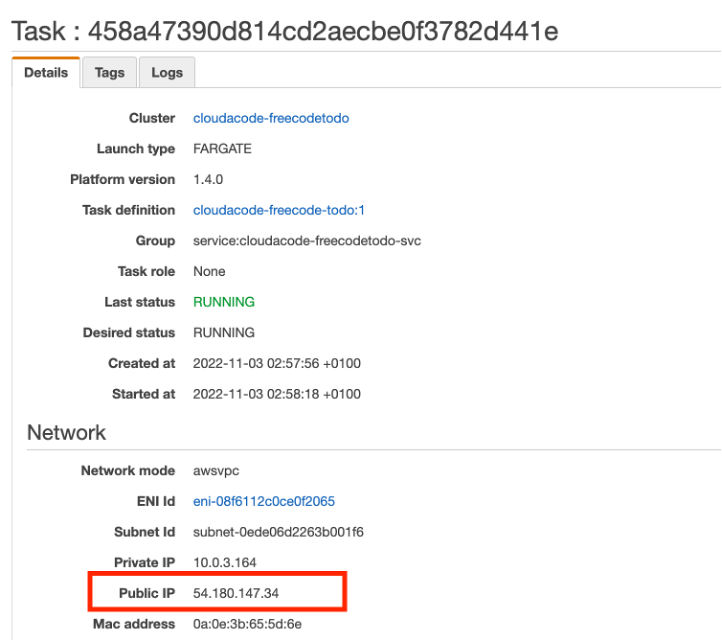 Task : 458a47390d814cd2aecbe0f3782d441e
Details Tags Logs
Cluster cloudacode-freecodetodo
Launch type FARGATE
Platform version 1.4.0
Task definition cloudacode-freecode-todo:1
Group service:cloudacode-freecodetodo-svc
Task role None
Last status RUNNING
Desired status RUNNING
Created at 2022-11-03 02:57:56 +0100
Started at 2022-11-03 02:58:18 +0100
Network
Network mode awsvpc
ENI Id eni-08f6112c0ce0f2065
Subnet Id subnet-0ede06d2263b001f6
Private IP 10.0.3.164
Public IP 54.180.147.34
Mac address 0a:0e:3b:65:5d:6e